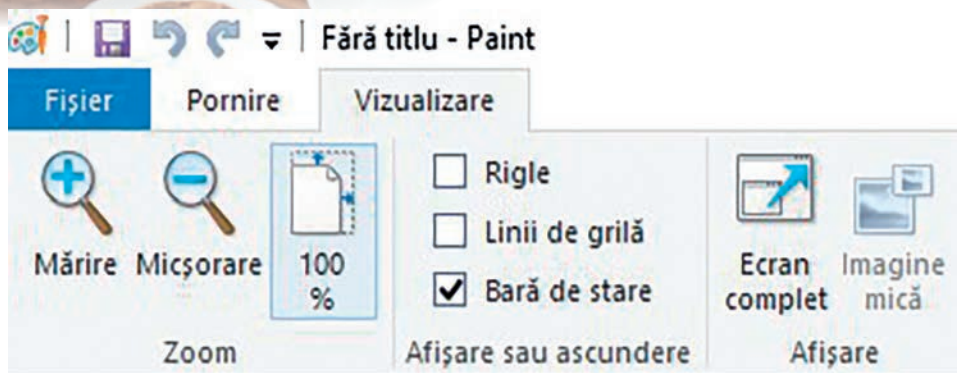 Fără titlu - Paint
Fișier Pornire Vizualizare
Mărire Micșorare 100 %
Zoom
Rigle
Linii de grilă
Bară de stare
Afișare sau ascundere
Ecran complet
Imagine mică
Afișare